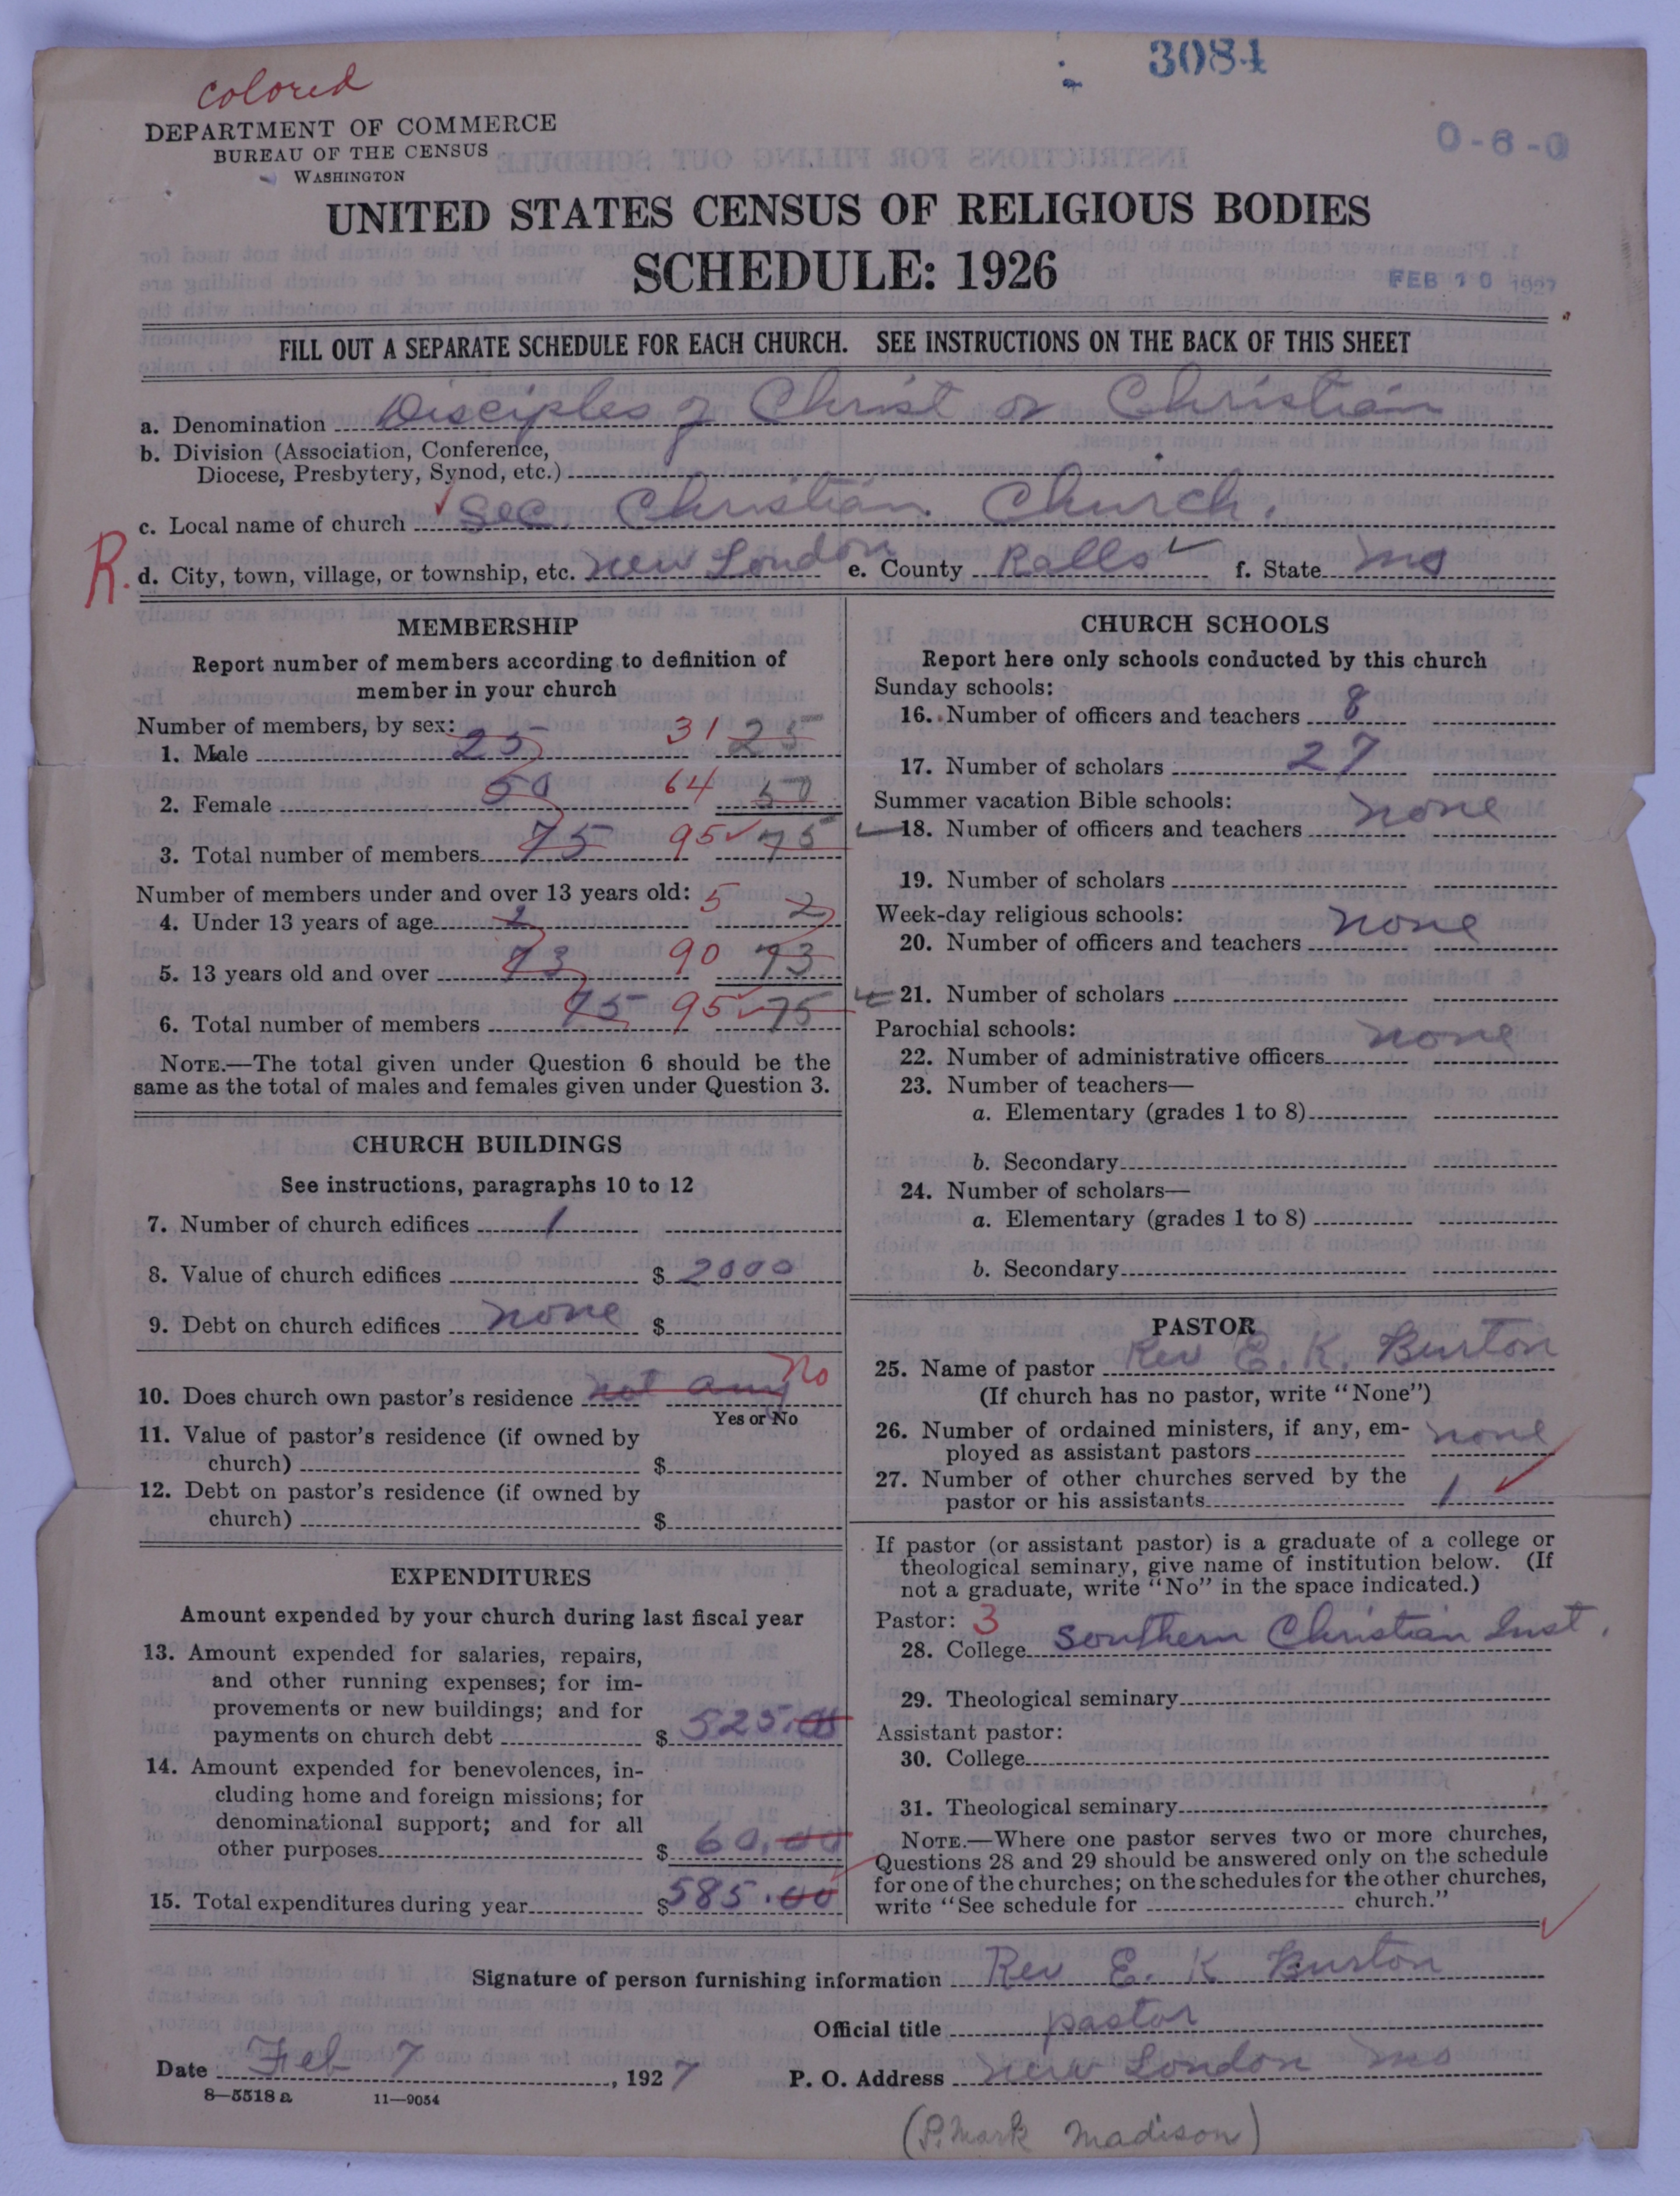 3084
colored
DEPARTMENT OF COMMERCE
BUREAU OF THE CENSUS
WASHINGTON
0-6-0
UNITED STATES CENSUS OF RELIGIOUS BODIES
SCHEDULE: 1926
FEB 10 1927
FILL OUT A SEPARATE SCHEDULE FOR EACH CHURCH. SEE INSTRUCTIONS ON THE BACK OF THIS SHEET
a. Denomination Disciples of Christ or Christian
b. Division (Association, Conference,
Diocese, Presbytery, Synod, etc.)
c. Local name of church Sec Christian Church.
R. d. City, town, village, or township, etc. New London e. County Ralls f. State Mo
MEMBERSHIP
Report number of members according to definition of
member in your church
Number of members, by sex:
1. Male 25 31 25
2. Female 50 64 50
3. Total number of members 75 95 75
Number of members under and over 13 years old:
4. Under 13 years of age 2 5 2
5. 13 years old and over 73 90 73
6. Total number of members 75 95 75
NOTE.—The total given under Question 6 should be the
same as the total of males and females given under Question 3.
CHURCH BUILDINGS
See instructions, paragraphs 10 to 12
7. Number of church edifices 1
8. Value of church edifices $ 2000
9. Debt on church edifices none $
10. Does church own pastor's residence not any No
Yes or No
11. Value of pastor's residence (if owned by
church) $
12. Debt on pastor's residence (if owned by
church) $
EXPENDITURES
Amount expended by your church during last fiscal year
13. Amount expended for salaries, repairs,
and other running expenses; for im-
provements or new buildings; and for
payments on church debt $ 525.00
14. Amount expended for benevolences, in-
cluding home and foreign missions; for
denominational support; and for all
other purposes $ 60.00
15. Total expenditures during year $ 585.00
CHURCH SCHOOLS
Report here only schools conducted by this church
Sunday schools:
16. Number of officers and teachers 8
17. Number of scholars 27
Summer vacation Bible schools:
18. Number of officers and teachers none
19. Number of scholars
Week-day religious schools:
20. Number of officers and teachers none
21. Number of scholars
Parochial schools:
22. Number of administrative officers none
23. Number of teachers—
a. Elementary (grades 1 to 8)
b. Secondary
24. Number of scholars—
a. Elementary (grades 1 to 8)
b. Secondary
PASTOR
25. Name of pastor Rev E. K. Burton
(If church has no pastor, write "None")
26. Number of ordained ministers, if any, em-
ployed as assistant pastors none
27. Number of other churches served by the
pastor or his assistants 1
If pastor (or assistant pastor) is a graduate of a college or
theological seminary, give name of institution below. (If
not a graduate, write "No" in the space indicated.)
Pastor: 3
28. College Southern Christian Inst.
29. Theological seminary
Assistant pastor:
30. College
31. Theological seminary
NOTE.—Where one pastor serves two or more churches,
Questions 28 and 29 should be answered only on the schedule
for one of the churches; on the schedules for the other churches,
write "See schedule for church."
Signature of person furnishing information Rev E. K Burton
Official title pastor
Date Feb 7, 1927 P. O. Address New London Mo
8—5518 a 11—9054
(P. Mark Madison)